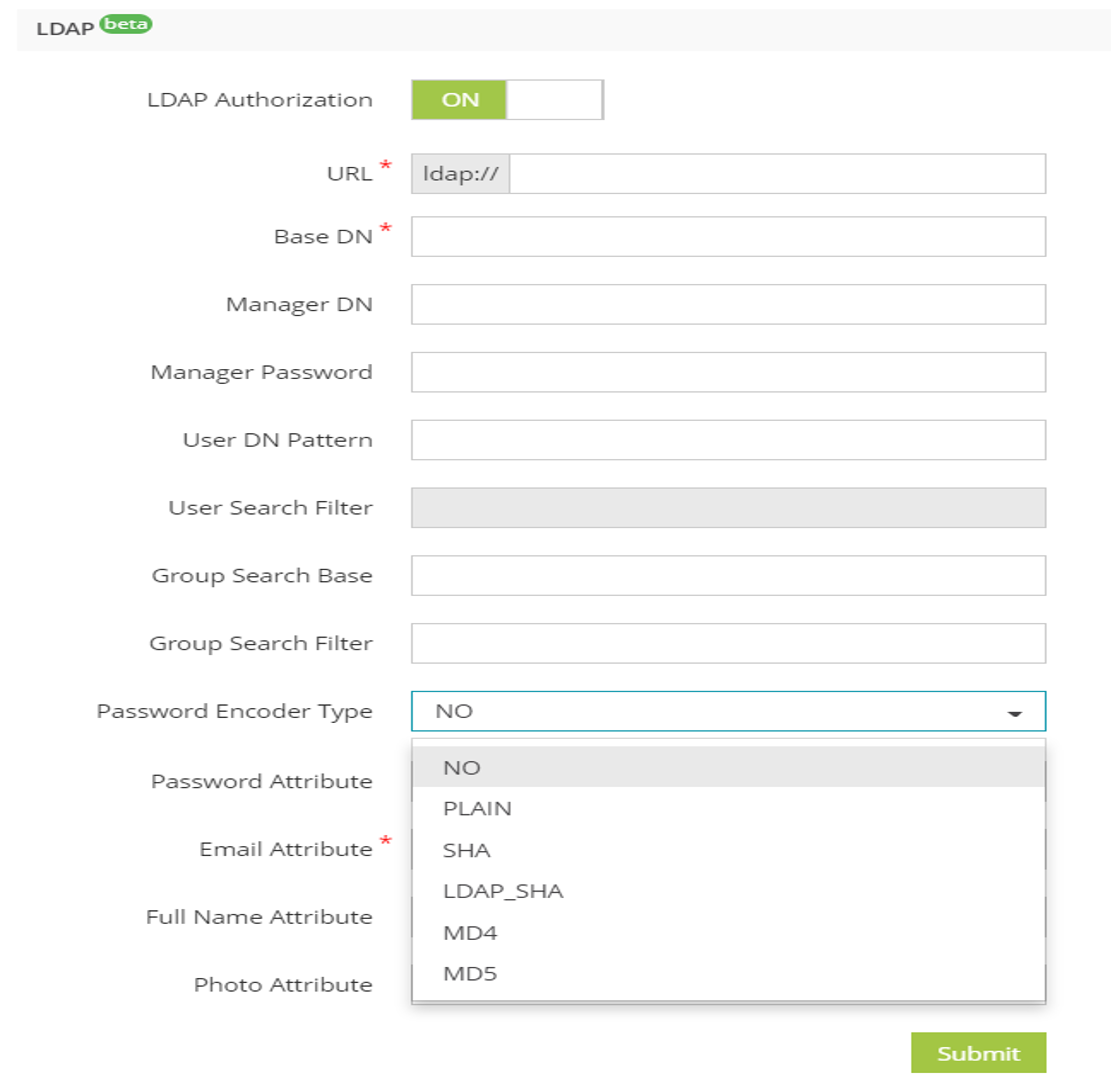 LDAP beta
LDAP Authorization ON
URL * ldap://
Base DN *
Manager DN
Manager Password
User DN Pattern
User Search Filter
Group Search Base
Group Search Filter
Password Encoder Type NO
NO
Password Attribute
PLAIN
Email Attribute *
SHA
LDAP_SHA
Full Name Attribute
MD4
MD5
Photo Attribute
Submit